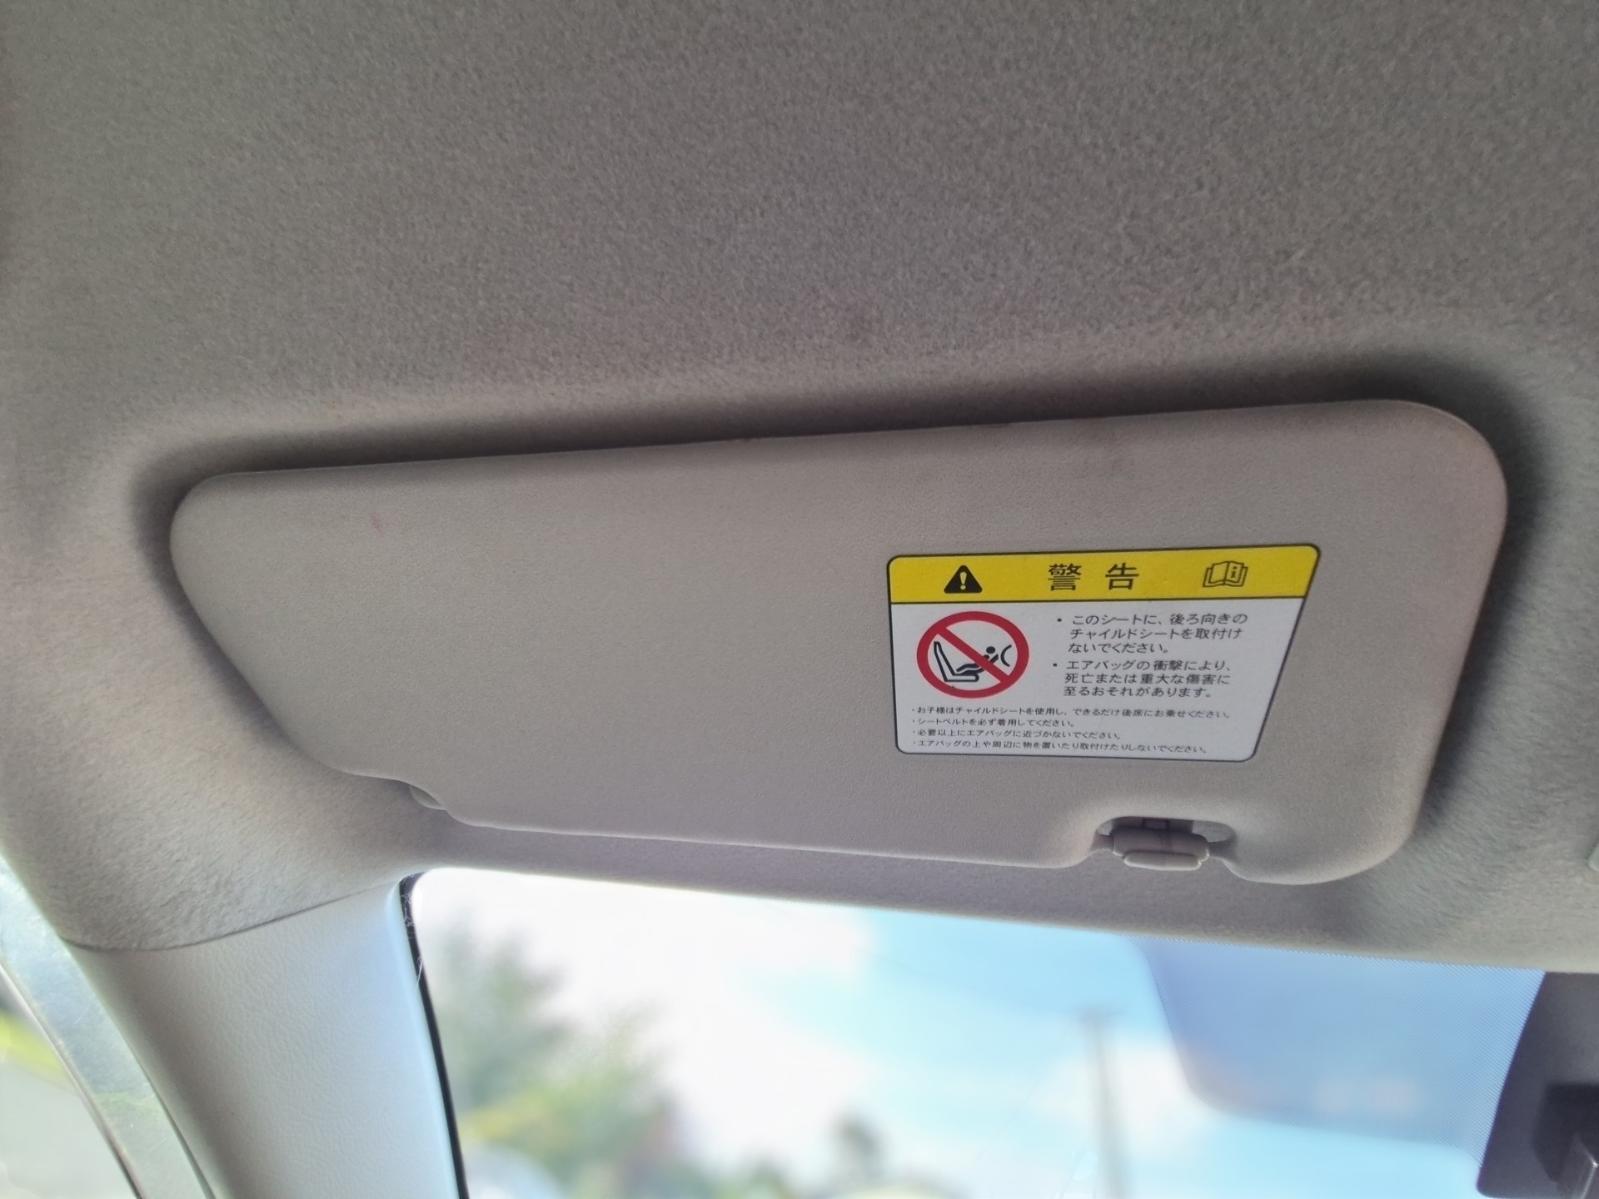 警告
・このシートに、後ろ向きの
チャイルドシートを取付け
ないでください。
・エアバッグの衝撃により、
死亡または重大な傷害に
至るおそれがあります。
・お子様はチャイルドシートを使用し、できるだけ後席にお乗せください。
・シートベルトを必ず着用してください。
・必要以上にエアバッグに近づかないでください。
・エアバッグの上や周辺に物を置いたり取付けたりしないでください。